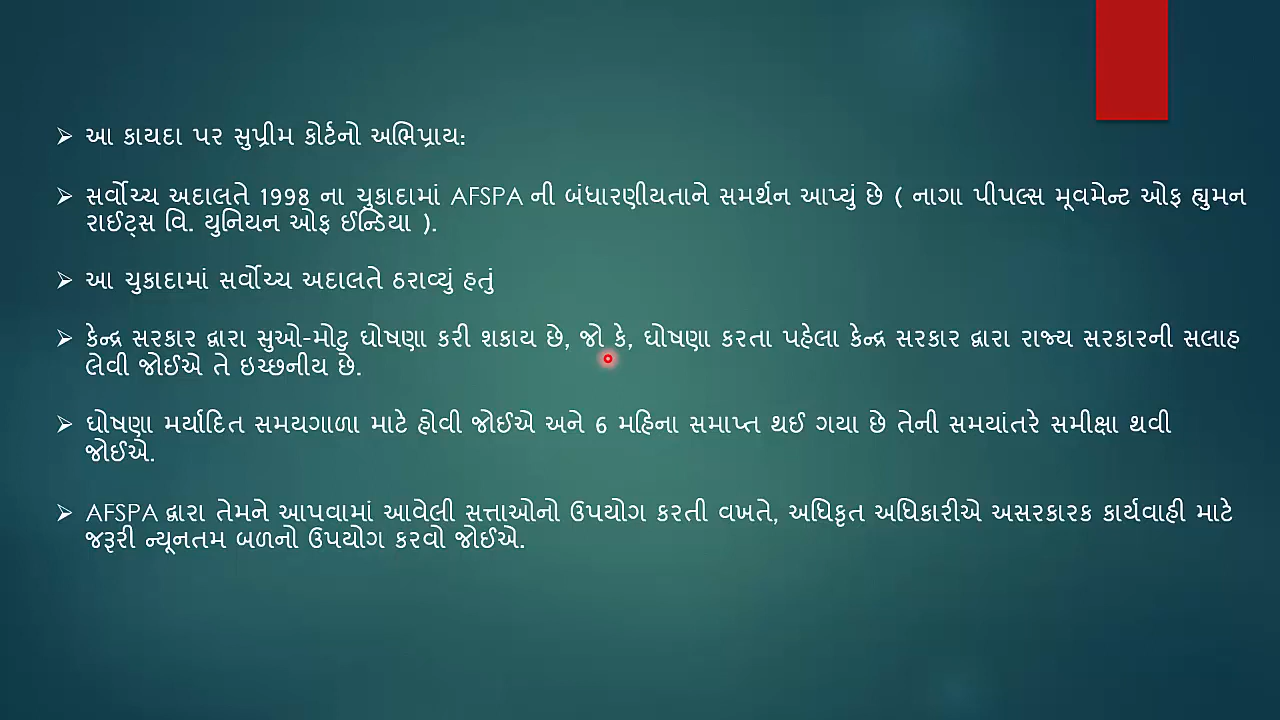 આ કાયદા પર સુપ્રીમ કોર્ટનો અભિપ્રાય:
સર્વોચ્ચ અદાલતે 1998 ના ચુકાદામાં AFSPA ની બંધારણીયતાને સમર્થન આપ્યું છે ( નાગા પીપલ્સ મૂવમેન્ટ ઓફ હ્યુમન
રાઈટ્સ વિ. યુનિયન ઓફ ઈન્ડિયા ).
આ ચુકાદામાં સર્વોચ્ચ અદાલતે ઠરાવ્યું હતું
કેન્દ્ર સરકાર દ્વારા સુઓ-મોટુ ઘોષણા કરી શકાય છે, જો કે, ઘોષણા કરતા પહેલા કેન્દ્ર સરકાર દ્વારા રાજ્ય સરકારની સલાહ
લેવી જોઈએ તે ઇચ્છનીય છે.
ઘોષણા મર્યાદિત સમયગાળા માટે હોવી જોઈએ અને 6 મહિના સમાપ્ત થઈ ગયા છે તેની સમયાંતરે સમીક્ષા થવી
જોઈએ.
AFSPA દ્વારા તેમને આપવામાં આવેલી સત્તાઓનો ઉપયોગ કરતી વખતે, અધિકૃત અધિકારીએ અસરકારક કાર્યવાહી માટે
જરૂરી ન્યૂનતમ બળનો ઉપયોગ કરવો જોઈએ.